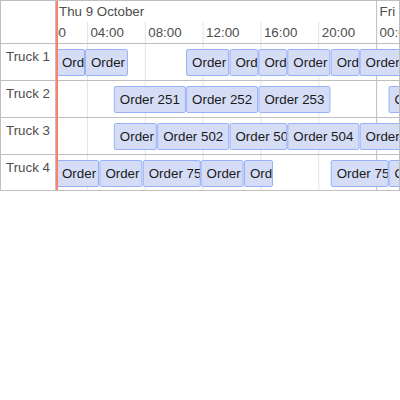 Thu 9 October Fri
0 04:00 08:00 12:00 16:00 20:00 00:
Truck 1 Ord Order Order Ord Ord Order Ord Order
Truck 2 Order 251 Order 252 Order 253
Truck 3 Order Order 502 Order 50 Order 504 Order
Truck 4 Order Order Order 75 Order Ord Order 75